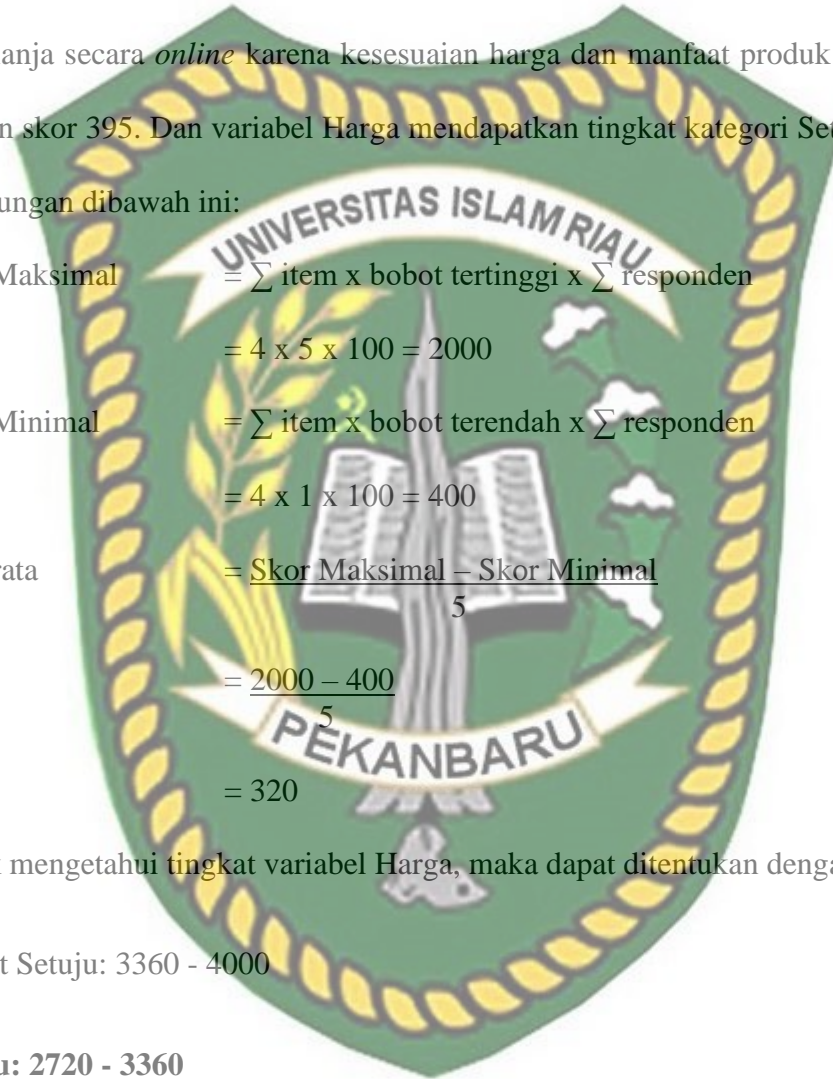 anja secara online karena kesesuaian harga dan manfaat produk
n skor 395. Dan variabel Harga mendapatkan tingkat kategori Set
ungan dibawah ini:
UNIVERSITAS ISLAM RIAU
Maksimal = ∑ item x bobot tertinggi x ∑ responden
= 4 x 5 x 100 = 2000
Minimal = ∑ item x bobot terendah x ∑ responden
= 4 x 1 x 100 = 400
rata = Skor Maksimal – Skor Minimal
5
= 2000 – 400
5
PEKANBARU
= 320
mengetahui tingkat variabel Harga, maka dapat ditentukan denga
t Setuju: 3360 - 4000
u: 2720 - 3360